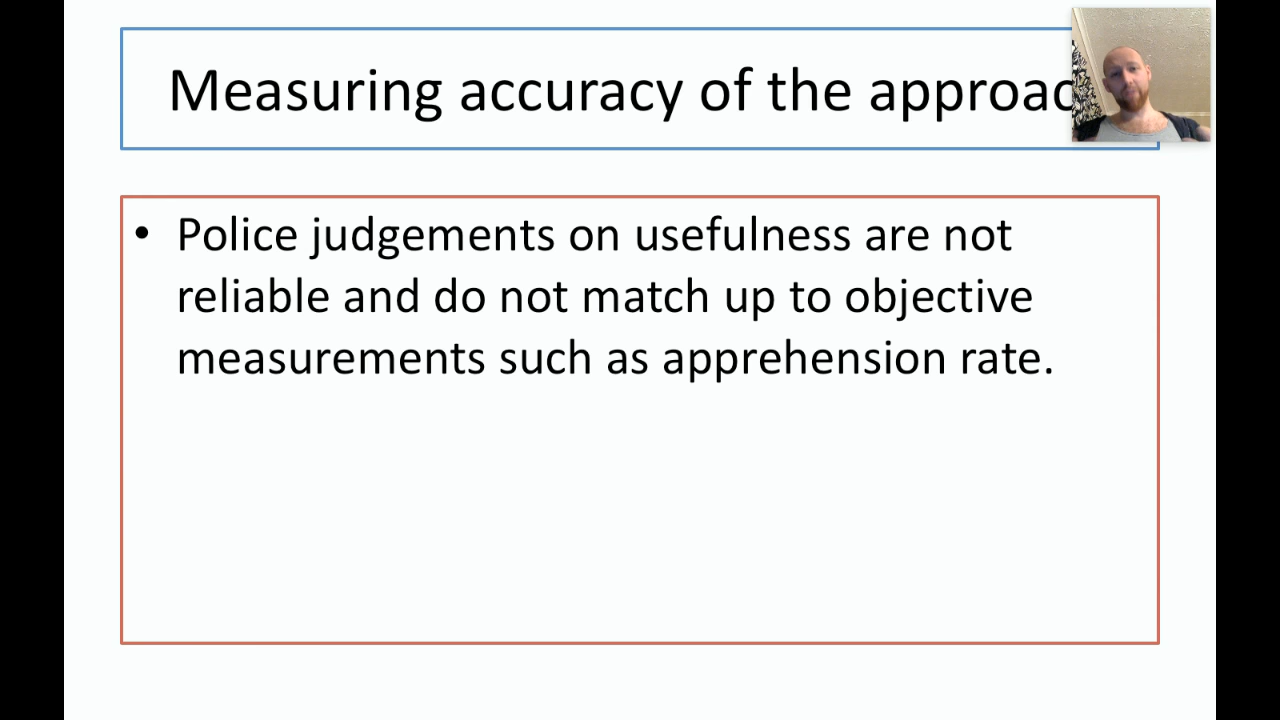 Measuring accuracy of the approac
• Police judgements on usefulness are not
reliable and do not match up to objective
measurements such as apprehension rate.